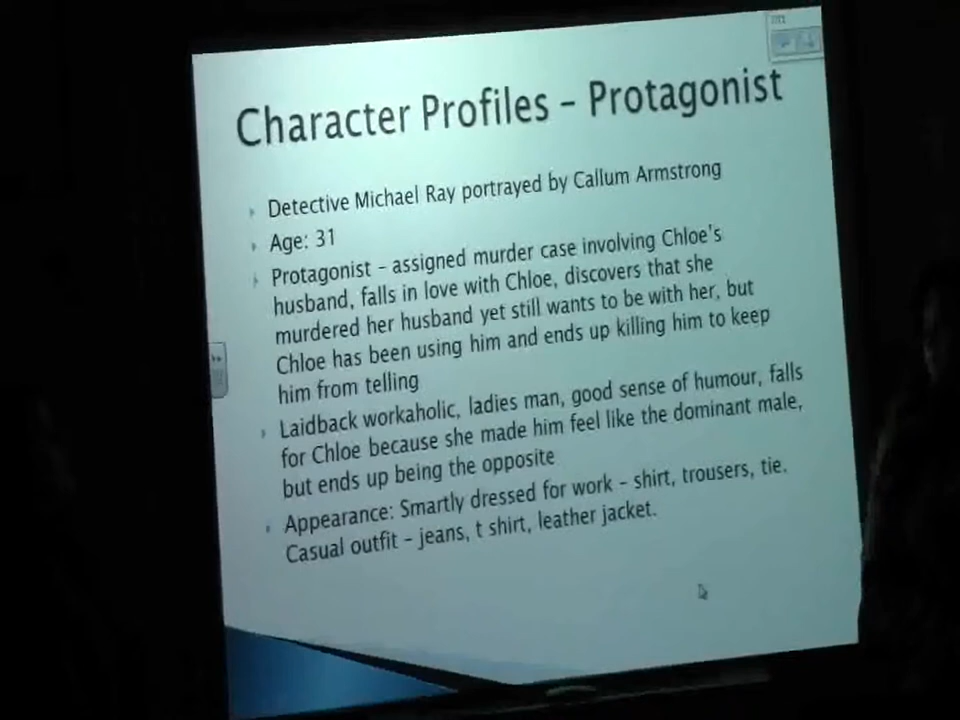 Character Profiles – Protagonist
Detective Michael Ray portrayed by Callum Armstrong
Age: 31
Protagonist – assigned murder case involving Chloe's
husband, falls in love with Chloe, discovers that she
murdered her husband yet still wants to be with her, but
Chloe has been using him and ends up killing him to keep
him from telling
Laidback workaholic, ladies man, good sense of humour, falls
for Chloe because she made him feel like the dominant male,
but ends up being the opposite
Appearance: Smartly dressed for work – shirt, trousers, tie.
Casual outfit – jeans, t shirt, leather jacket.